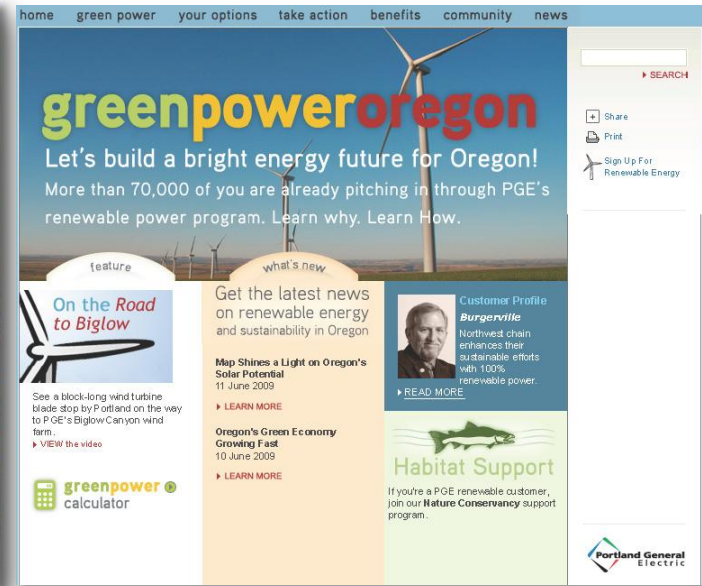 home green power your options take action benefits community news
SEARCH
Share
Print
Sign Up For
Renewable Energy
greenpoweroregon
Let's build a bright energy future for Oregon!
More than 70,000 of you are already pitching in through PGE's
renewable power program. Learn why. Learn How.
feature
On the Road
to Biglow
See a block-long wind turbine
blade stop by Portland on the way
to PGE's Biglow Canyon wind
farm.
VIEW the video
greenpower
calculator
what's new
Get the latest news
on renewable energy
and sustainability in Oregon
Map Shines a Light on Oregon's
Solar Potential
11 June 2009
LEARN MORE
Oregon's Green Economy
Growing Fast
10 June 2009
LEARN MORE
Customer Profile
Burgerville
Northwest chain
enhances their
sustainable efforts
with 100%
renewable power.
READ MORE
Habitat Support
If you're a PGE renewable customer,
join our Nature Conservancy support
program.
Portland General
Electric